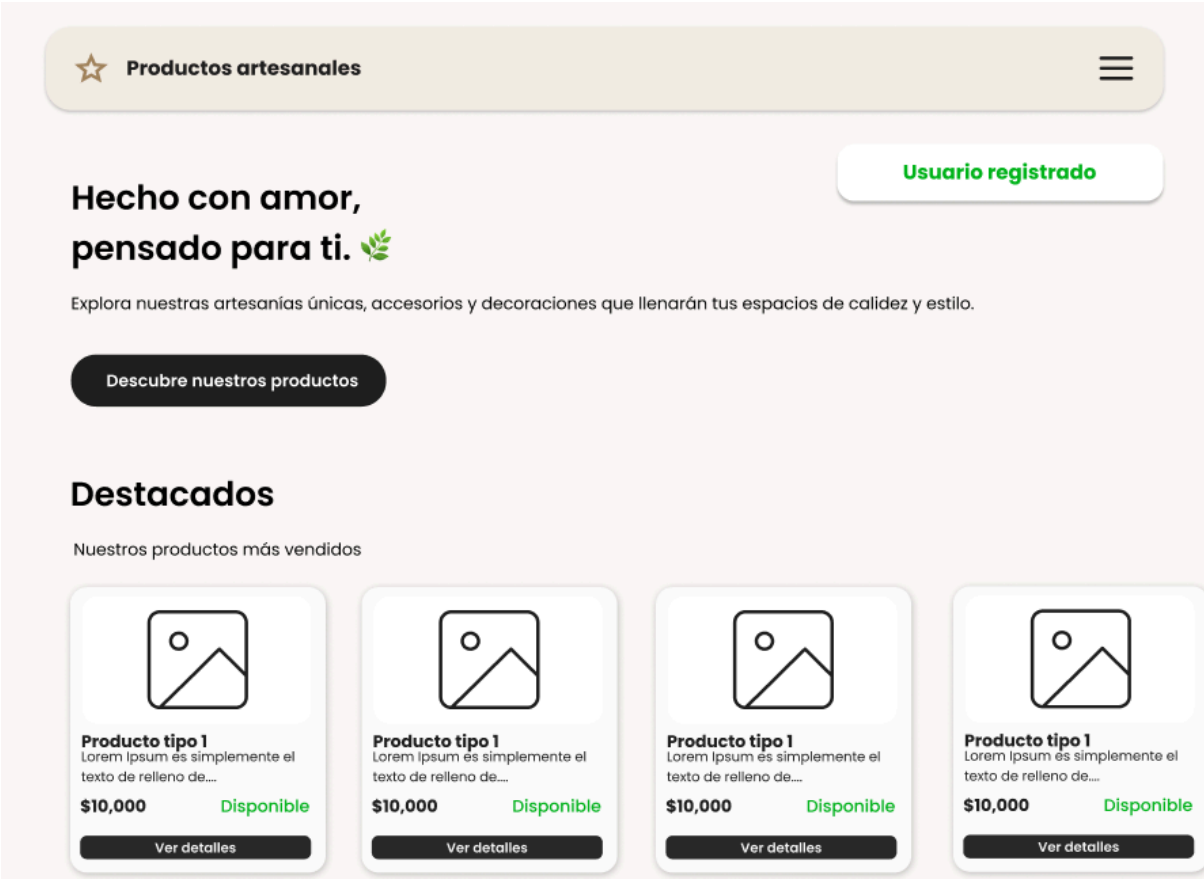 Productos artesanales
Usuario registrado
Hecho con amor,
pensado para ti. 🌿
Explora nuestras artesanías únicas, accesorios y decoraciones que llenarán tus espacios de calidez y estilo.
Descubre nuestros productos
Destacados
Nuestros productos más vendidos
Producto tipo 1
Lorem Ipsum es simplemente el
texto de relleno de....
$10,000 Disponible
Ver detalles
Producto tipo 1
Lorem Ipsum es simplemente el
texto de relleno de....
$10,000 Disponible
Ver detalles
Producto tipo 1
Lorem Ipsum es simplemente el
texto de relleno de....
$10,000 Disponible
Ver detalles
Producto tipo 1
Lorem Ipsum es simplemente el
texto de relleno de....
$10,000 Disponible
Ver detalles